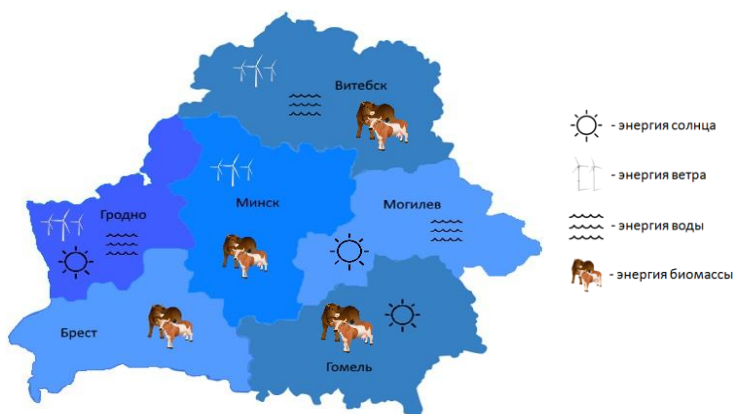 Витебск
Минск
Могилев
Гродно
Брест
Гомель
- энергия солнца
- энергия ветра
- энергия воды
- энергия биомассы